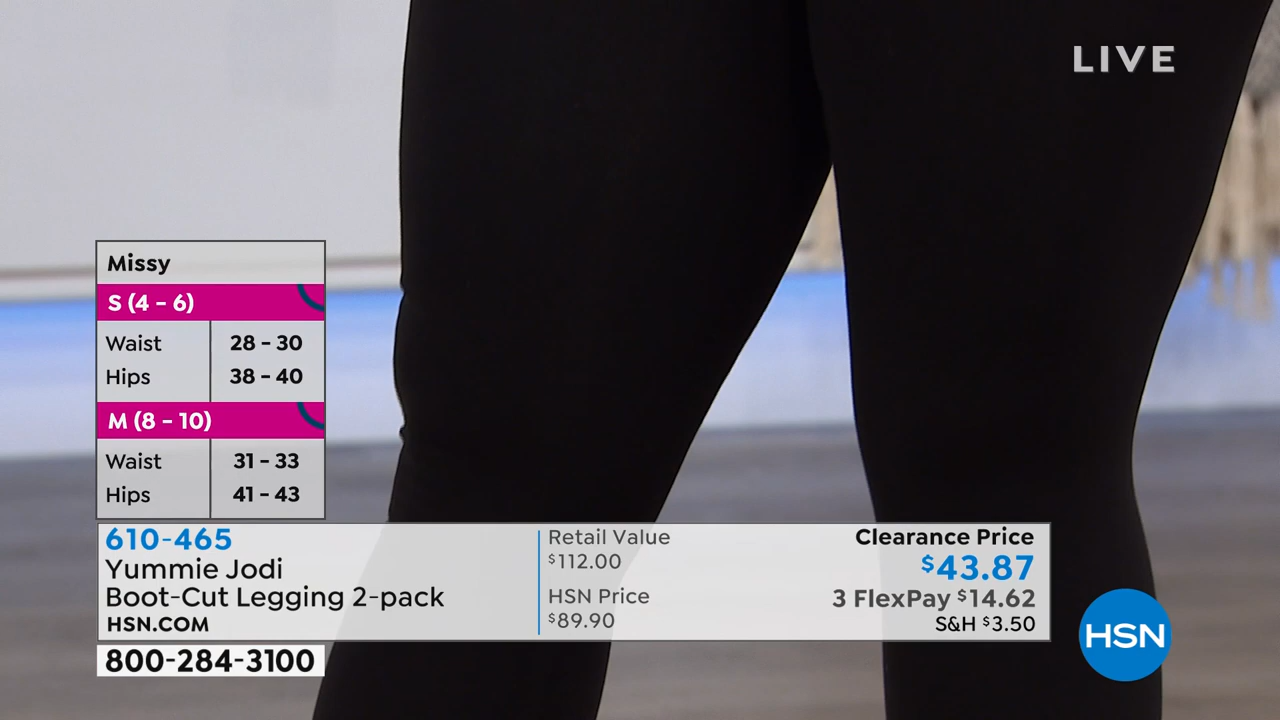 LIVE
Missy
S (4 - 6)
Waist 28 - 30
Hips 38 - 40
M (8 - 10)
Waist 31 - 33
Hips 41 - 43
610-465
Yummie Jodi
Boot-Cut Legging 2-pack
HSN.COM
Retail Value
$112.00
HSN Price
$89.90
Clearance Price
$43.87
3 FlexPay $14.62
S&H $3.50
800-284-3100
HSN